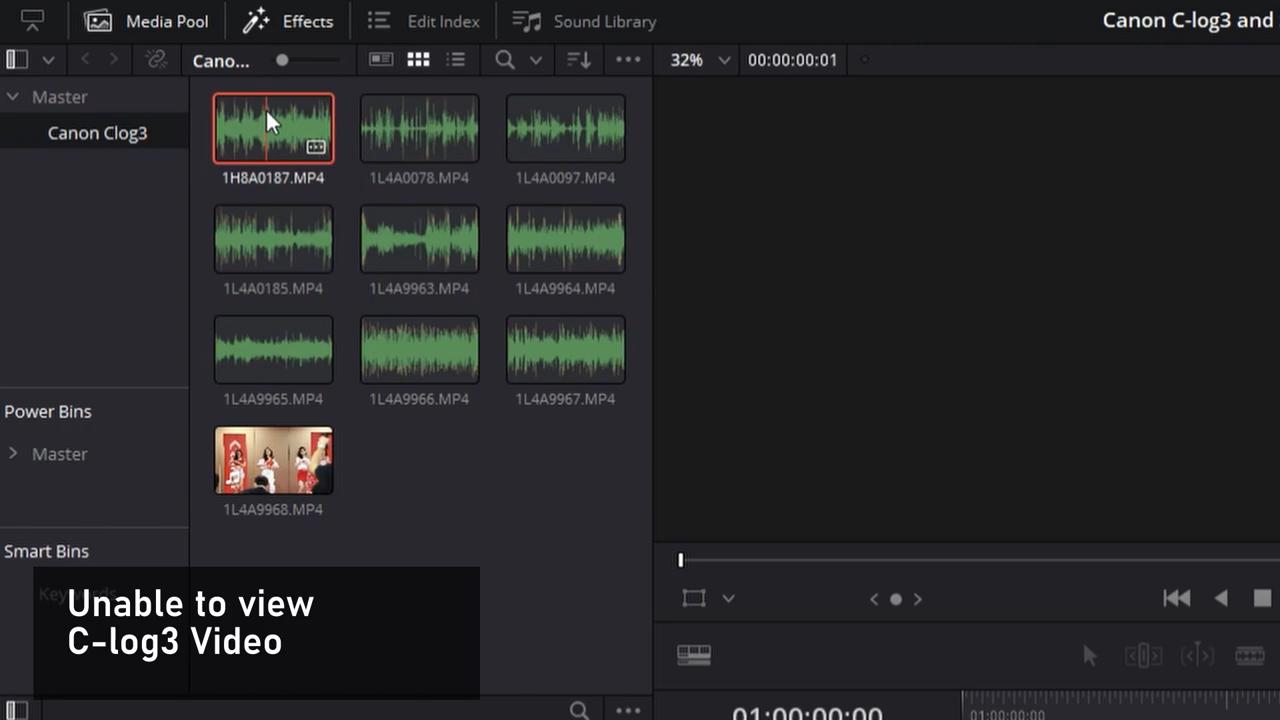 Media Pool Effects Edit Index Sound Library Canon C-log3 and
Cano... 32% 00:00:00:01
Master
Canon Clog3
1H8A0187.MP4 1L4A0078.MP4 1L4A0097.MP4
1L4A0185.MP4 1L4A9963.MP4 1L4A9964.MP4
1L4A9965.MP4 1L4A9966.MP4 1L4A9967.MP4
Power Bins
Master
1L4A9968.MP4
Smart Bins
Keywords
Unable to view
C-log3 Video
01:00:00:00 01:00:00:00